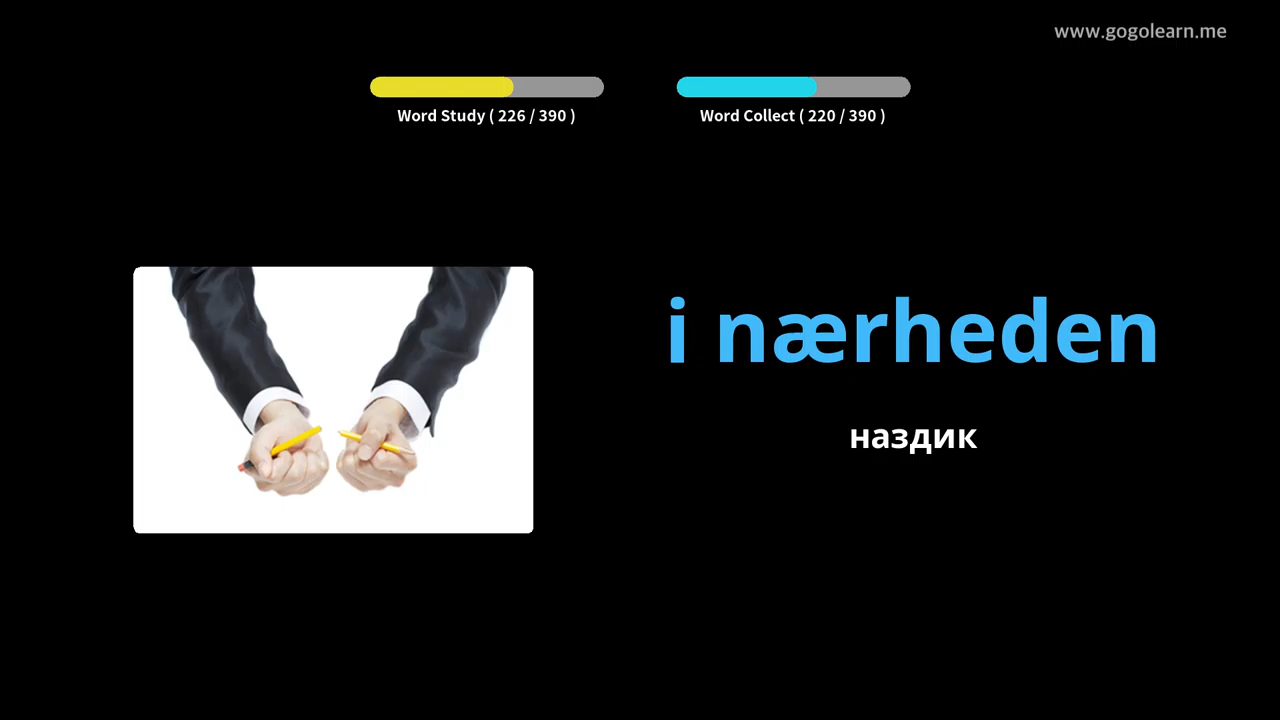 www.gogolearn.me
Word Study ( 226 / 390 )
Word Collect ( 220 / 390 )
i nærheden
наздик